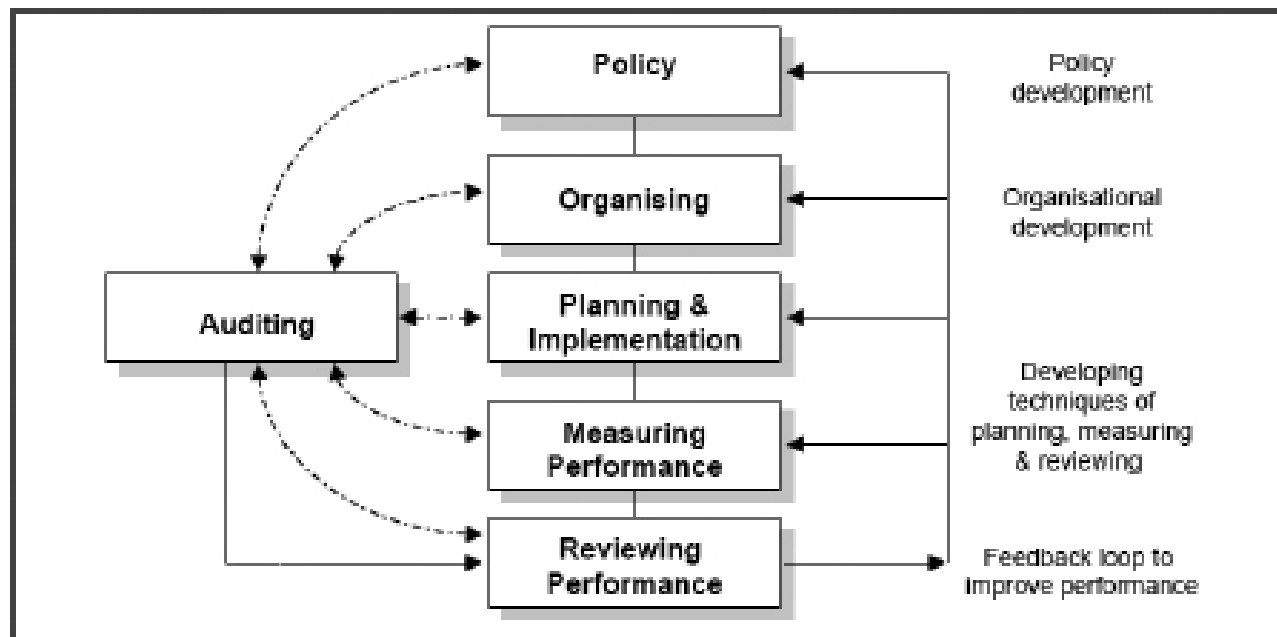 Policy
Policy
development
Organising
Organisational
development
Auditing
Planning &
Implementation
Developing
techniques of
planning, measuring
& reviewing
Measuring
Performance
Reviewing
Performance
Feedback loop to
improve performance